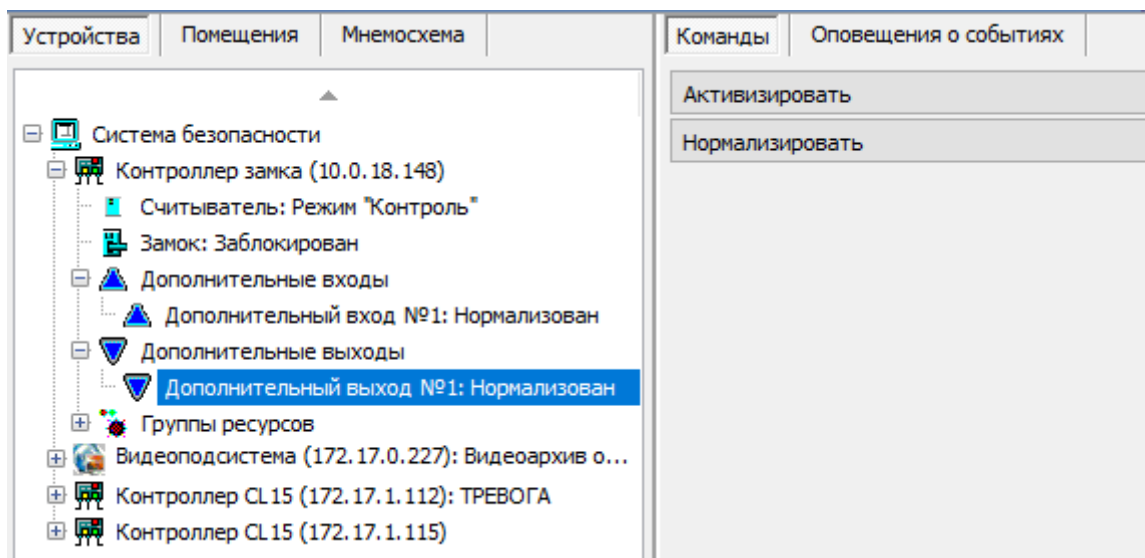 Устройства Помещения Мнемосхема
Команды Оповещения о событиях
Активизировать
Нормализировать
Система безопасности
Контроллер замка (10.0.18.148)
Считыватель: Режим "Контроль"
Замок: Заблокирован
Дополнительные входы
Дополнительный вход №1: Нормализован
Дополнительные выходы
Дополнительный выход №1: Нормализован
Группы ресурсов
Видеоподсистема (172.17.0.227): Видеоархив о...
Контроллер CL15 (172.17.1.112): ТРЕВОГА
Контроллер CL15 (172.17.1.115)